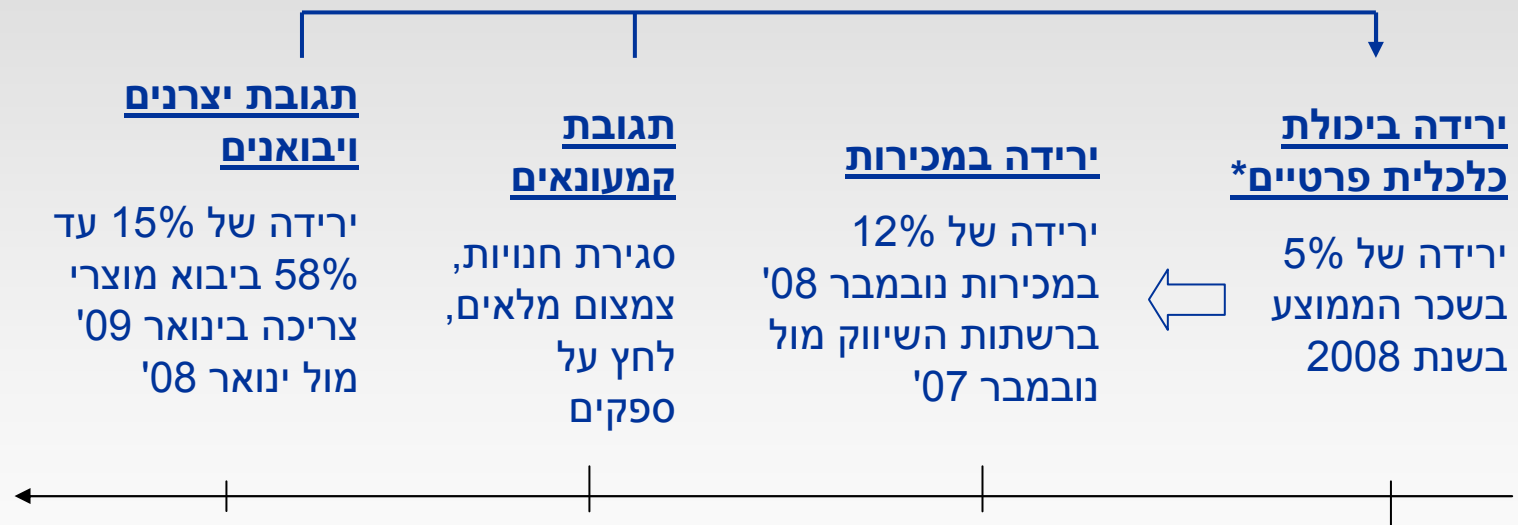 ירידה ביכולת
כלכלית פרטיים*
ירידה של 5%
בשכר הממוצע
בשנת 2008
ירידה במכירות
ירידה של 12%
במכירות נובמבר 08'
ברשתות השיווק מול
נובמבר 07'
תגובת
קמעונאים
סגירת חנויות,
צמצום מלאים,
לחץ על
ספקים
תגובת יצרנים
ויבואנים
ירידה של 15% עד
58% ביבוא מוצרי
צריכה בינואר 09'
מול ינואר 08'